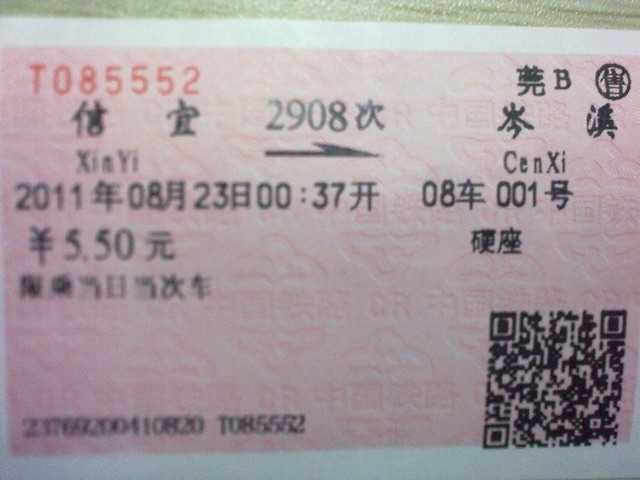 T085552 莞B 售
信宜 2908次 岑溪
XinYi CenXi
2011年08月23日00:37开 08车001号
￥5.50元 硬座
限乘当日当次车
23769200410820 T085552